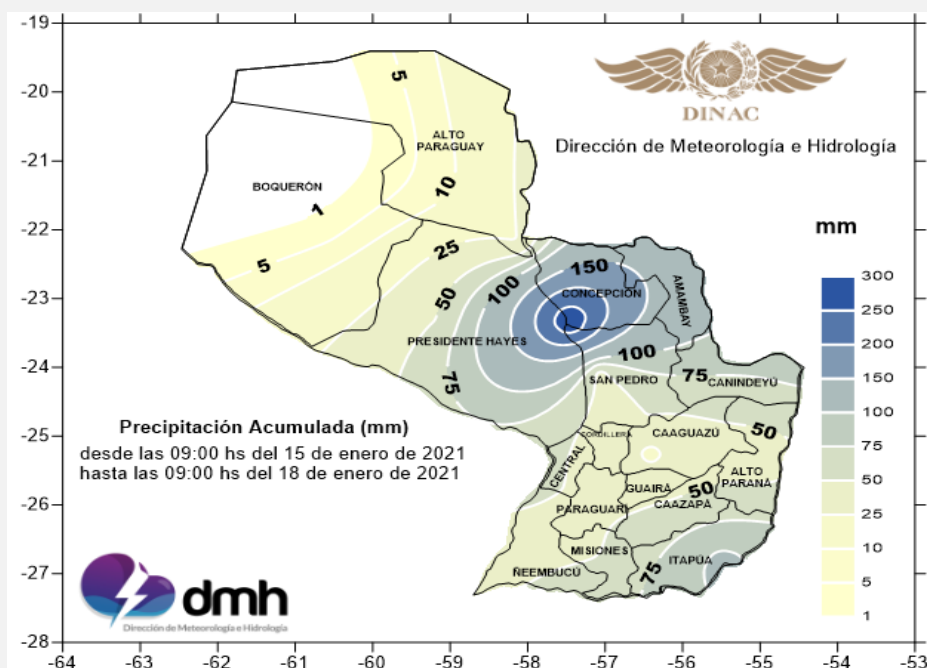 -19
-20
-21
-22
-23
-24
-25
-26
-27
-28
-64 -63 -62 -61 -60 -59 -58 -57 -56 -55 -54 -53
DINAC
Dirección de Meteorología e Hidrología
mm
300
250
200
150
100
75
50
25
10
5
1
5
ALTO
PARAGUAY
10
BOQUERÓN
1
5
25
50
100
150
CONCEPCIÓN
AMAMBAY
PRESIDENTE HAYES
75
100
SAN PEDRO
75
CANINDEYÚ
50
CORDILLERA
CAAGUAZÚ
CENTRAL
ALTO
PARANÁ
GUAIRÁ
50
CAAZAPÁ
PARAGUARI
MISIONES
ITAPÚA
75
ÑEEMBUCÚ
Precipitación Acumulada (mm)
desde las 09:00 hs del 15 de enero de 2021
hasta las 09:00 hs del 18 de enero de 2021
dmh
Dirección de Meteorología e Hidrología